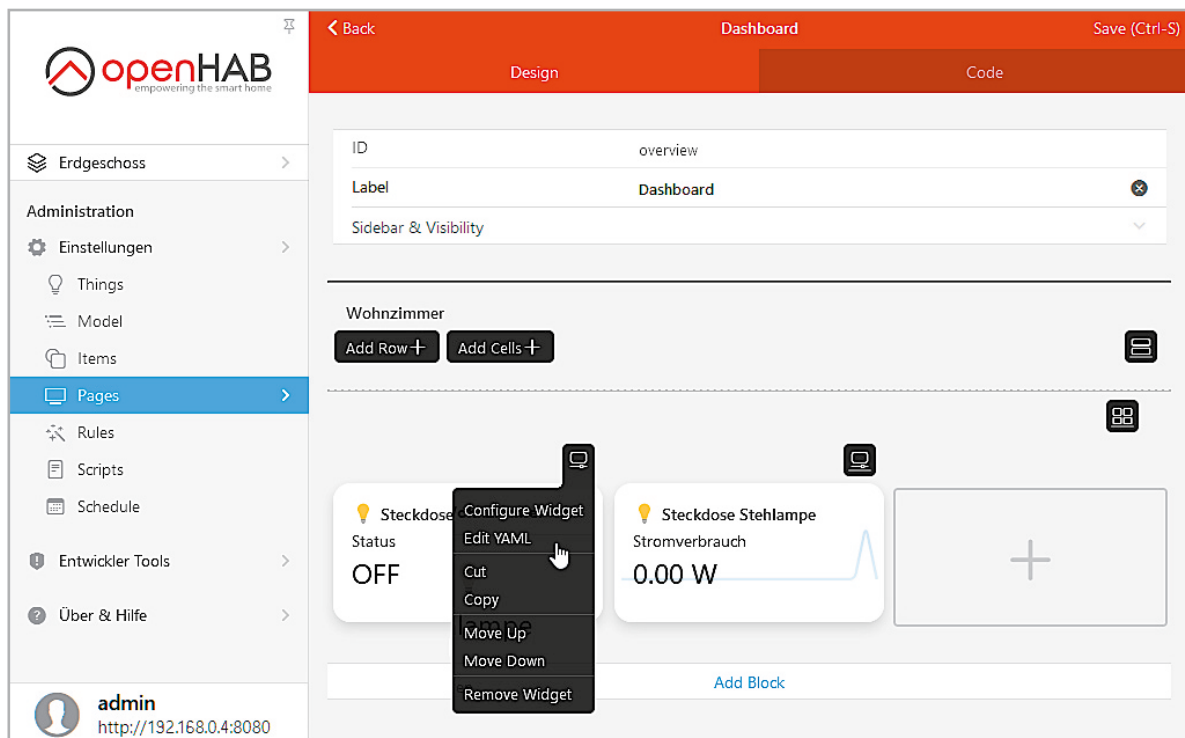 openHAB
empowering the smart home
Erdgeschoss
Administration
Einstellungen
Things
Model
Items
Pages
Rules
Scripts
Schedule
Entwickler Tools
Über & Hilfe
admin
http://192.168.0.4:8080
Back
Dashboard
Save (Ctrl-S)
Design
Code
ID
overview
Label
Dashboard
Sidebar & Visibility
Wohnzimmer
Add Row
Add Cells
Steckdose
Status
OFF
Configure Widget
Edit YAML
Cut
Copy
Move Up
Move Down
Remove Widget
Steckdose Stehlampe
Stromverbrauch
0.00 W
Add Block